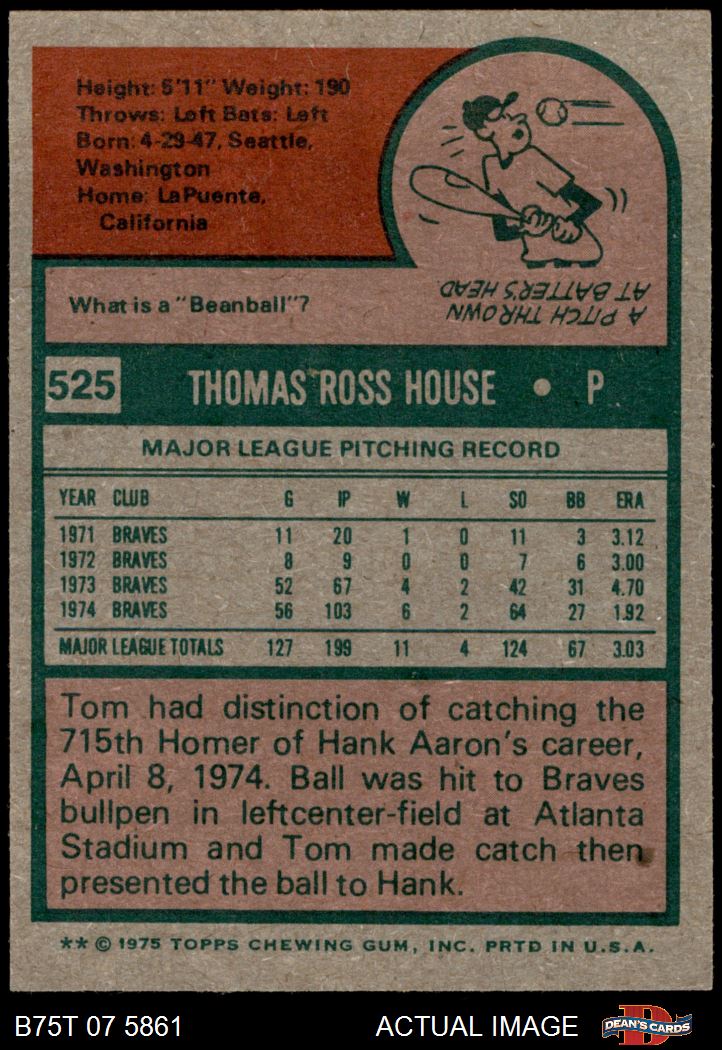 Height: 5'11" Weight: 190
Throws: Left Bats: Left
Born: 4-29-47, Seattle,
Washington
Home: LaPuente,
California
What is a "Beanball"?
A PITCH THROWN
AT BATTER'S HEAD
525 THOMAS ROSS HOUSE • P
MAJOR LEAGUE PITCHING RECORD
YEAR CLUB G IP W L SO BB ERA
1971 BRAVES 11 20 1 0 11 3 3.12
1972 BRAVES 8 9 0 0 7 6 3.00
1973 BRAVES 52 67 4 2 42 31 4.70
1974 BRAVES 56 103 6 2 64 27 1.92
MAJOR LEAGUE TOTALS 127 199 11 4 124 67 3.03
Tom had distinction of catching the
715th Homer of Hank Aaron's career,
April 8, 1974. Ball was hit to Braves
bullpen in leftcenter-field at Atlanta
Stadium and Tom made catch then
presented the ball to Hank.
** © 1975 TOPPS CHEWING GUM, INC. PRTD IN U.S.A.
B75T 07 5861 ACTUAL IMAGE D DEAN'S CARDS